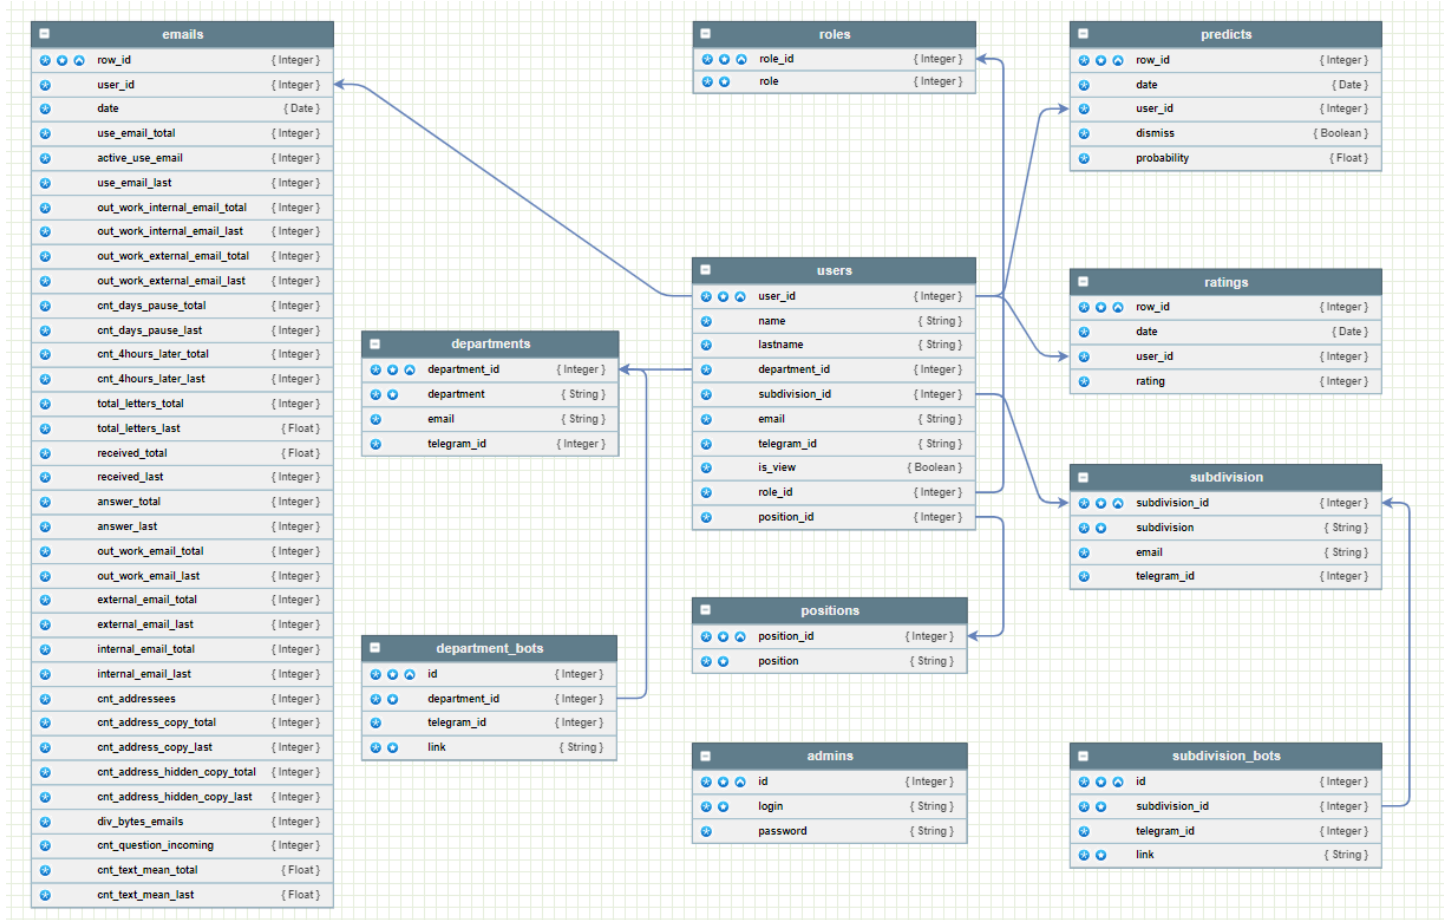 emails
row_id { Integer }
user_id { Integer }
date { Date }
use_email_total { Integer }
active_use_email { Integer }
use_email_last { Integer }
out_work_internal_email_total { Integer }
out_work_internal_email_last { Integer }
out_work_external_email_total { Integer }
out_work_external_email_last { Integer }
cnt_days_pause_total { Integer }
cnt_days_pause_last { Integer }
cnt_4hours_later_total { Integer }
cnt_4hours_later_last { Integer }
total_letters_total { Integer }
total_letters_last { Float }
received_total { Float }
received_last { Integer }
answer_total { Integer }
answer_last { Integer }
out_work_email_total { Integer }
out_work_email_last { Integer }
external_email_total { Integer }
external_email_last { Integer }
internal_email_total { Integer }
internal_email_last { Integer }
cnt_addressees { Integer }
cnt_address_copy_total { Integer }
cnt_address_copy_last { Integer }
cnt_address_hidden_copy_total { Integer }
cnt_address_hidden_copy_last { Integer }
div_bytes_emails { Integer }
cnt_question_incoming { Integer }
cnt_text_mean_total { Float }
cnt_text_mean_last { Float }
departments
department_id { Integer }
department { String }
email { String }
telegram_id { Integer }
department_bots
id { Integer }
department_id { Integer }
telegram_id { Integer }
link { String }
roles
role_id { Integer }
role { Integer }
users
user_id { Integer }
name { String }
lastname { String }
department_id { Integer }
subdivision_id { Integer }
email { String }
telegram_id { String }
is_view { Boolean }
role_id { Integer }
position_id { Integer }
positions
position_id { Integer }
position { String }
admins
id { Integer }
login { String }
password { String }
predicts
row_id { Integer }
date { Date }
user_id { Integer }
dismiss { Boolean }
probability { Float }
ratings
row_id { Integer }
date { Date }
user_id { Integer }
rating { Integer }
subdivision
subdivision_id { Integer }
subdivision { String }
email { String }
telegram_id { Integer }
subdivision_bots
id { Integer }
subdivision_id { Integer }
telegram_id { Integer }
link { String }